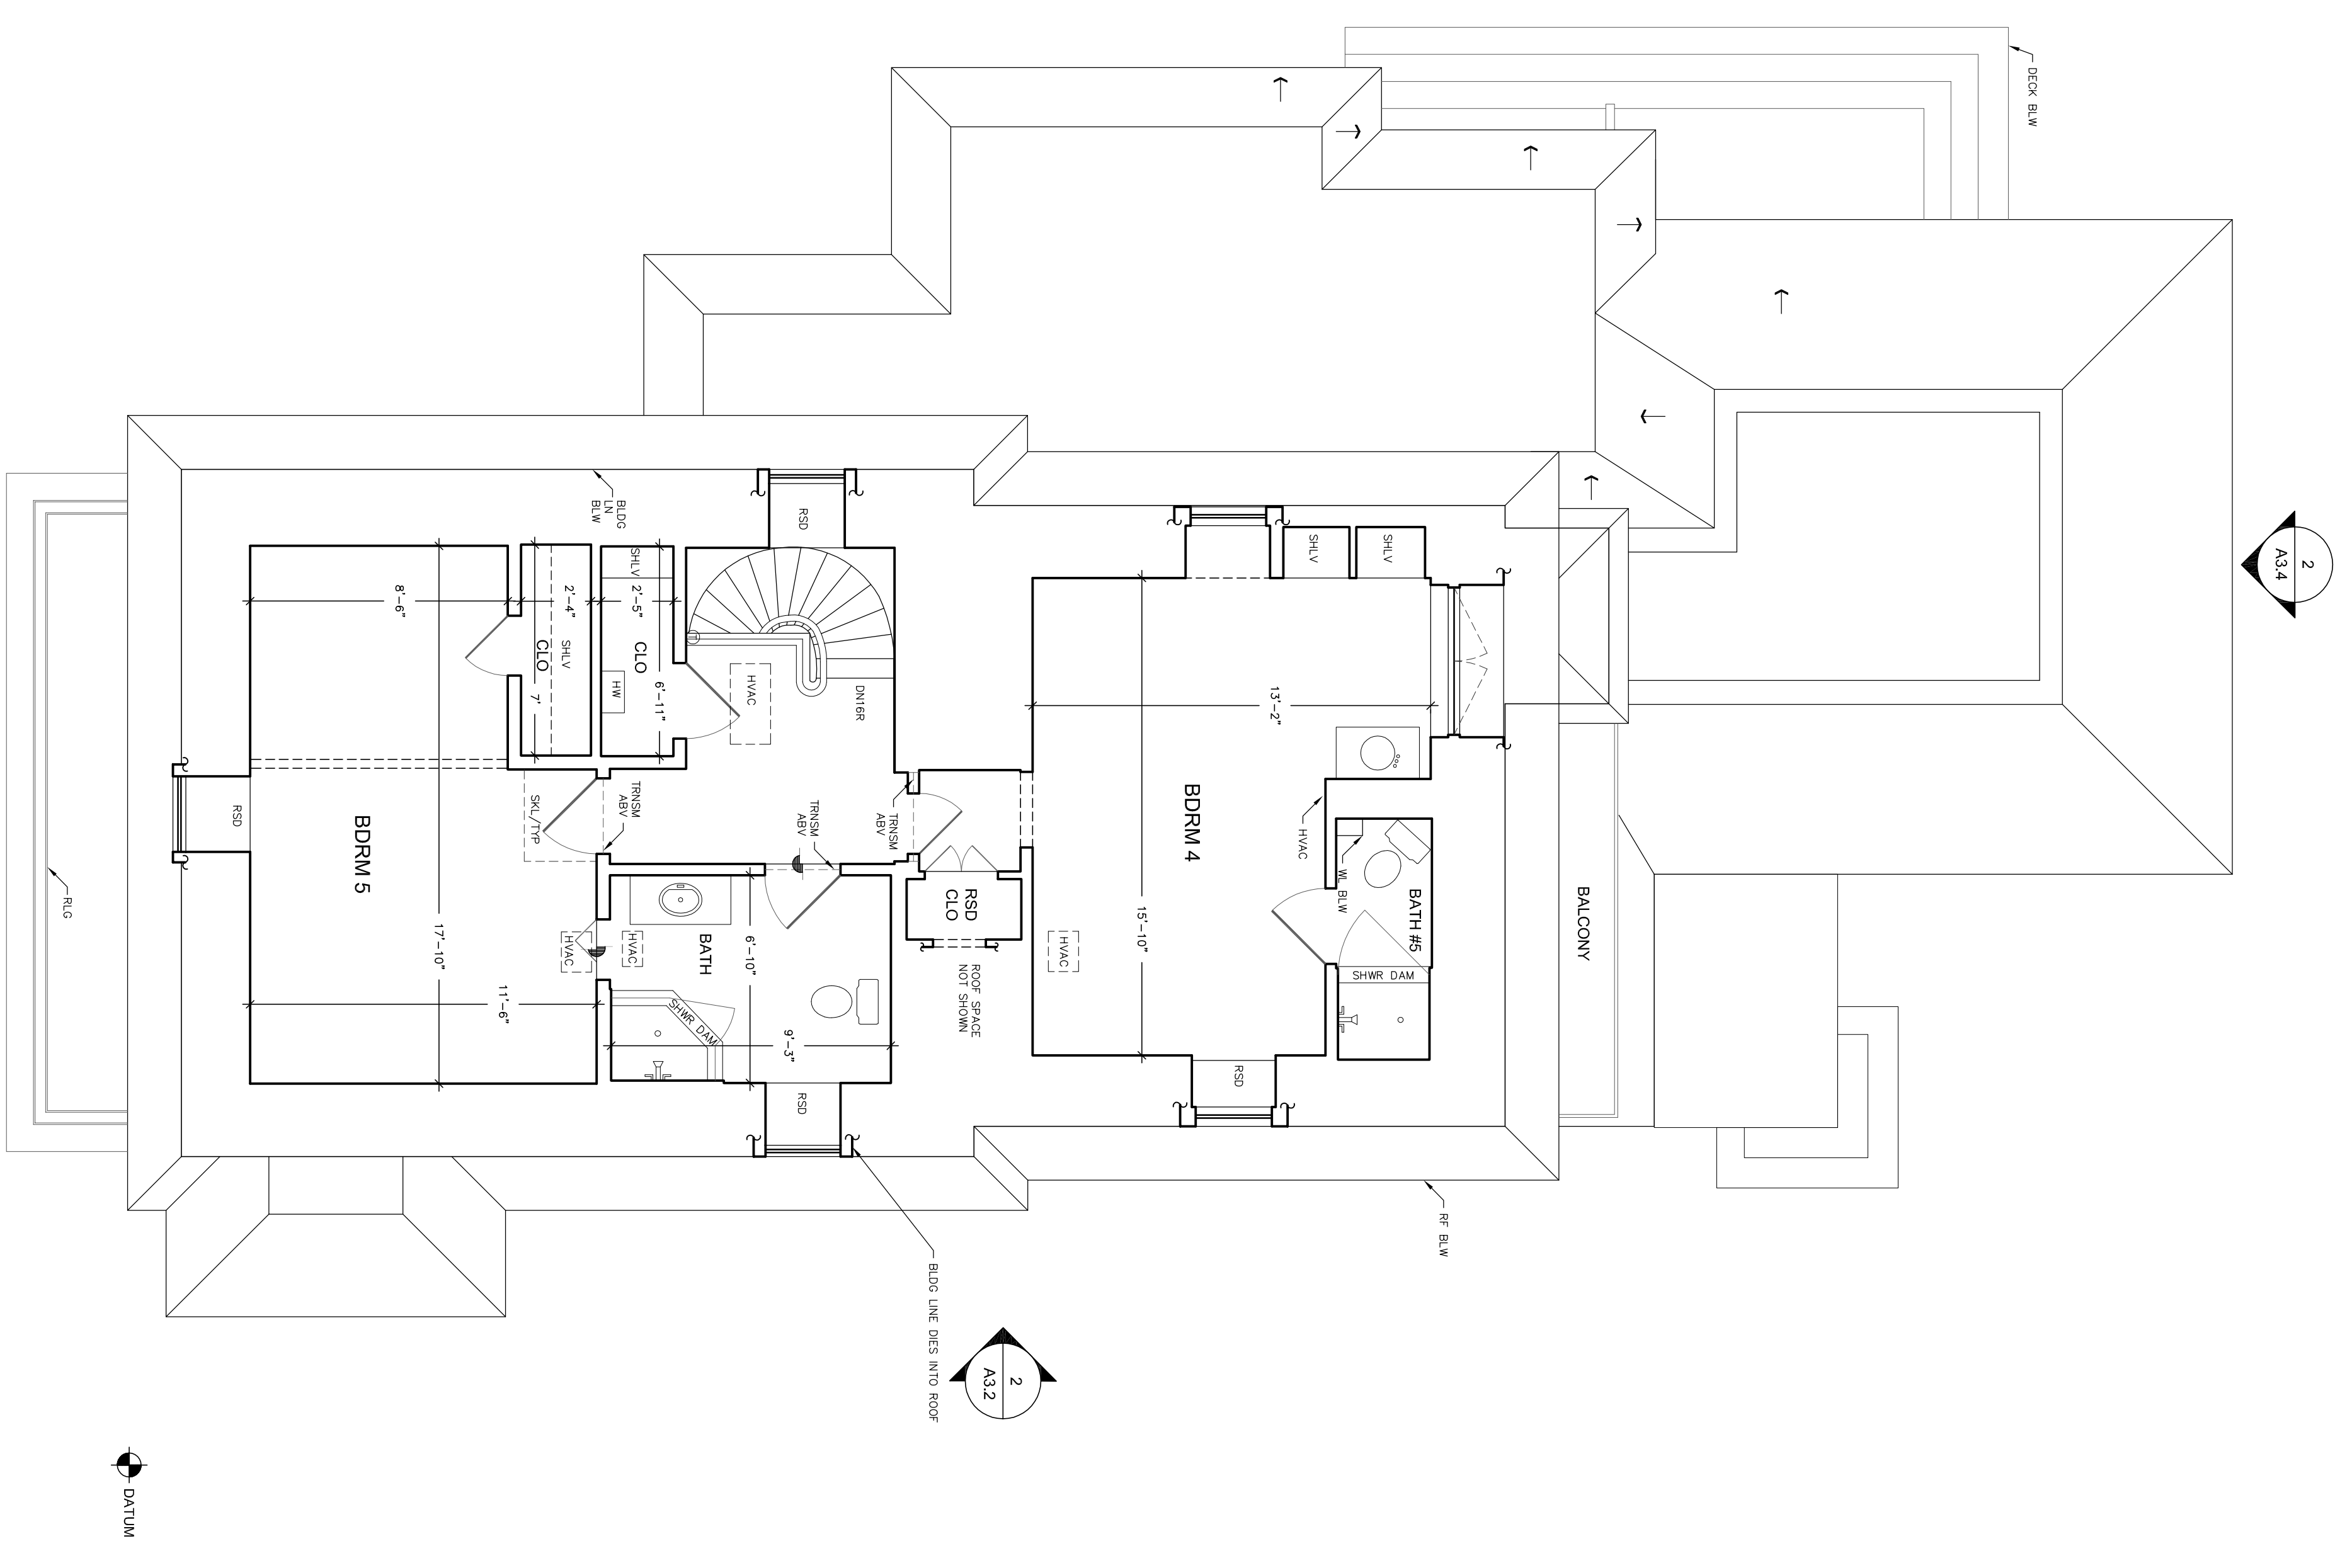 DECK BLW
2
A3.4
BLDG
LN
BLW
RSD
SHLV
SHLV
SHLV
8'-6"
2'-4"
2'-5"
CLO
SHLV
CLO
HW
7'
6'-11"
HVAC
DN16R
13'-2"
BDRM 4
HVAC
WL BLW
BATH #5
BALCONY
SHWR DAM
15'-10"
HVAC
RSD
TRNSM
ABV
TRNSM
ABV
TRNSM
ABV
SKL/TYP
RSD
BDRM 5
RLG
17'-10"
11'-6"
HVAC
HVAC
BATH
6'-10"
SHWR DAM
9'-3"
RSD
RSD
CLO
ROOF SPACE
NOT SHOWN
RF BLW
BLDG LINE DIES INTO ROOF
2
A3.2
DATUM